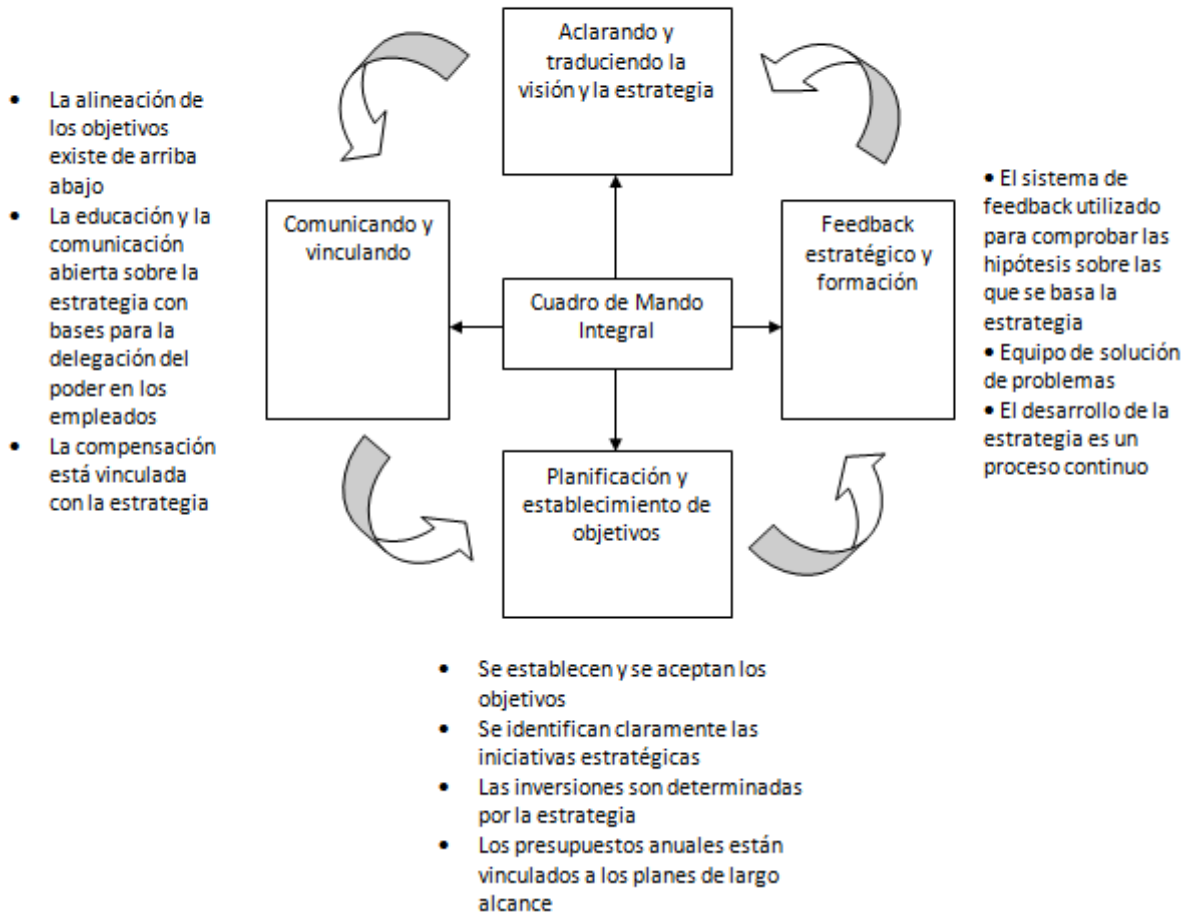 Aclarando y
traduciendo la
visión y la estrategia
• La alineación de
los objetivos
existe de arriba
abajo
• La educación y la
comunicación
abierta sobre la
estrategia con
bases para la
delegación del
poder en los
empleados
• La compensación
está vinculada
con la estrategia
Comunicando y
vinculando
Cuadro de Mando
Integral
Feedback
estratégico y
formación
• El sistema de
feedback utilizado
para comprobar las
hipótesis sobre las
que se basa la
estrategia
• Equipo de solución
de problemas
• El desarrollo de la
estrategia es un
proceso continuo
Planificación y
establecimiento de
objetivos
• Se establecen y se aceptan los
objetivos
• Se identifican claramente las
iniciativas estratégicas
• Las inversiones son determinadas
por la estrategia
• Los presupuestos anuales están
vinculados a los planes de largo
alcance